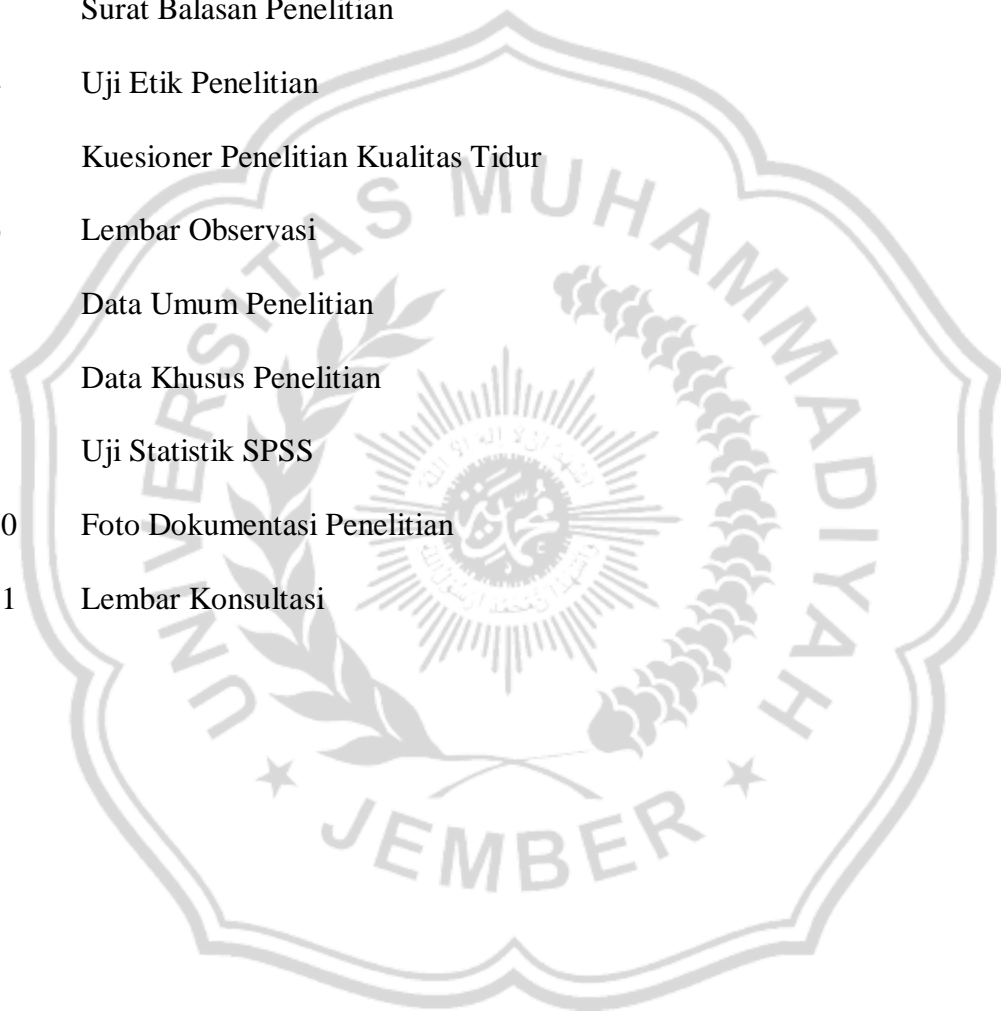 Surat Balasan Penelitian
Uji Etik Penelitian
Kuesioner Penelitian Kualitas Tidur
Lembar Observasi
Data Umum Penelitian
Data Khusus Penelitian
Uji Statistik SPSS
0 Foto Dokumentasi Penelitian
1 Lembar Konsultasi
UNIVERSITAS MUHAMMADIYAH
JEMBER